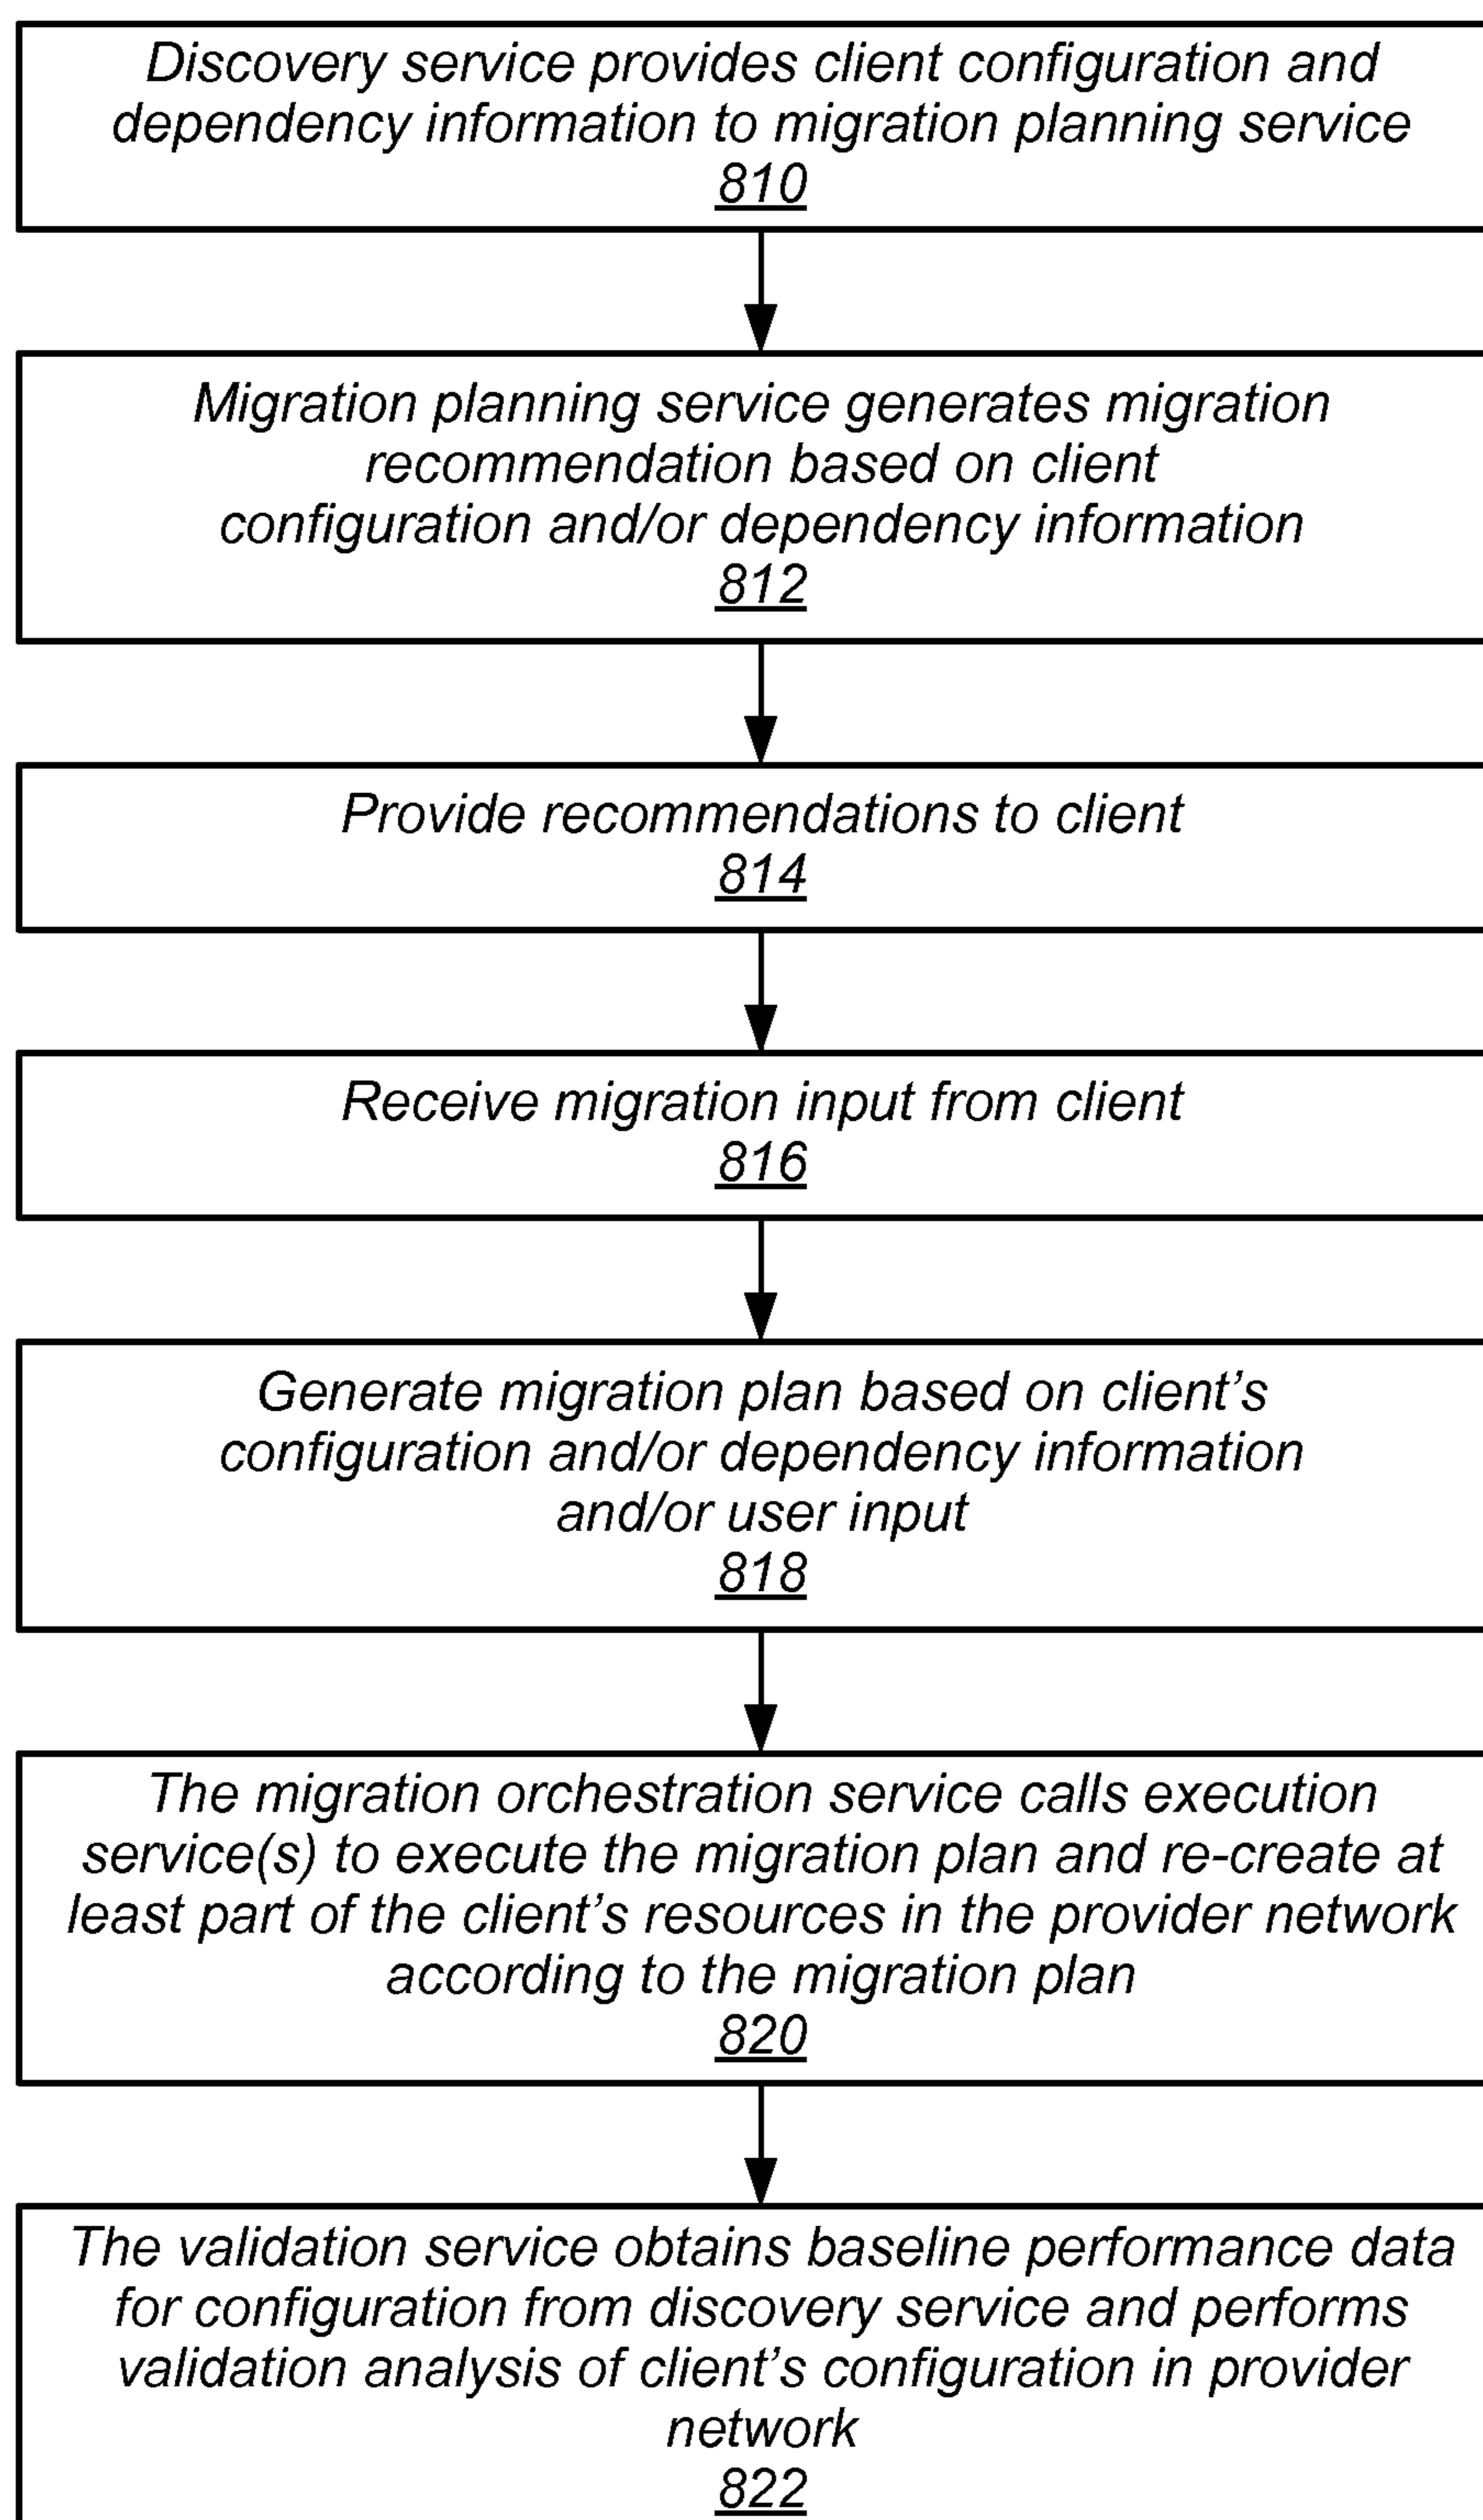 Discovery service provides client configuration and
dependency information to migration planning service
810
Migration planning service generates migration
recommendation based on client
configuration and/or dependency information
812
Provide recommendations to client
814
Receive migration input from client
816
Generate migration plan based on client’s
configuration and/or dependency information
and/or user input
818
The migration orchestration service calls execution
service(s) to execute the migration plan and re-create at
least part of the client’s resources in the provider network
according to the migration plan
820
The validation service obtains baseline performance data
for configuration from discovery service and performs
validation analysis of client’s configuration in provider
network
822